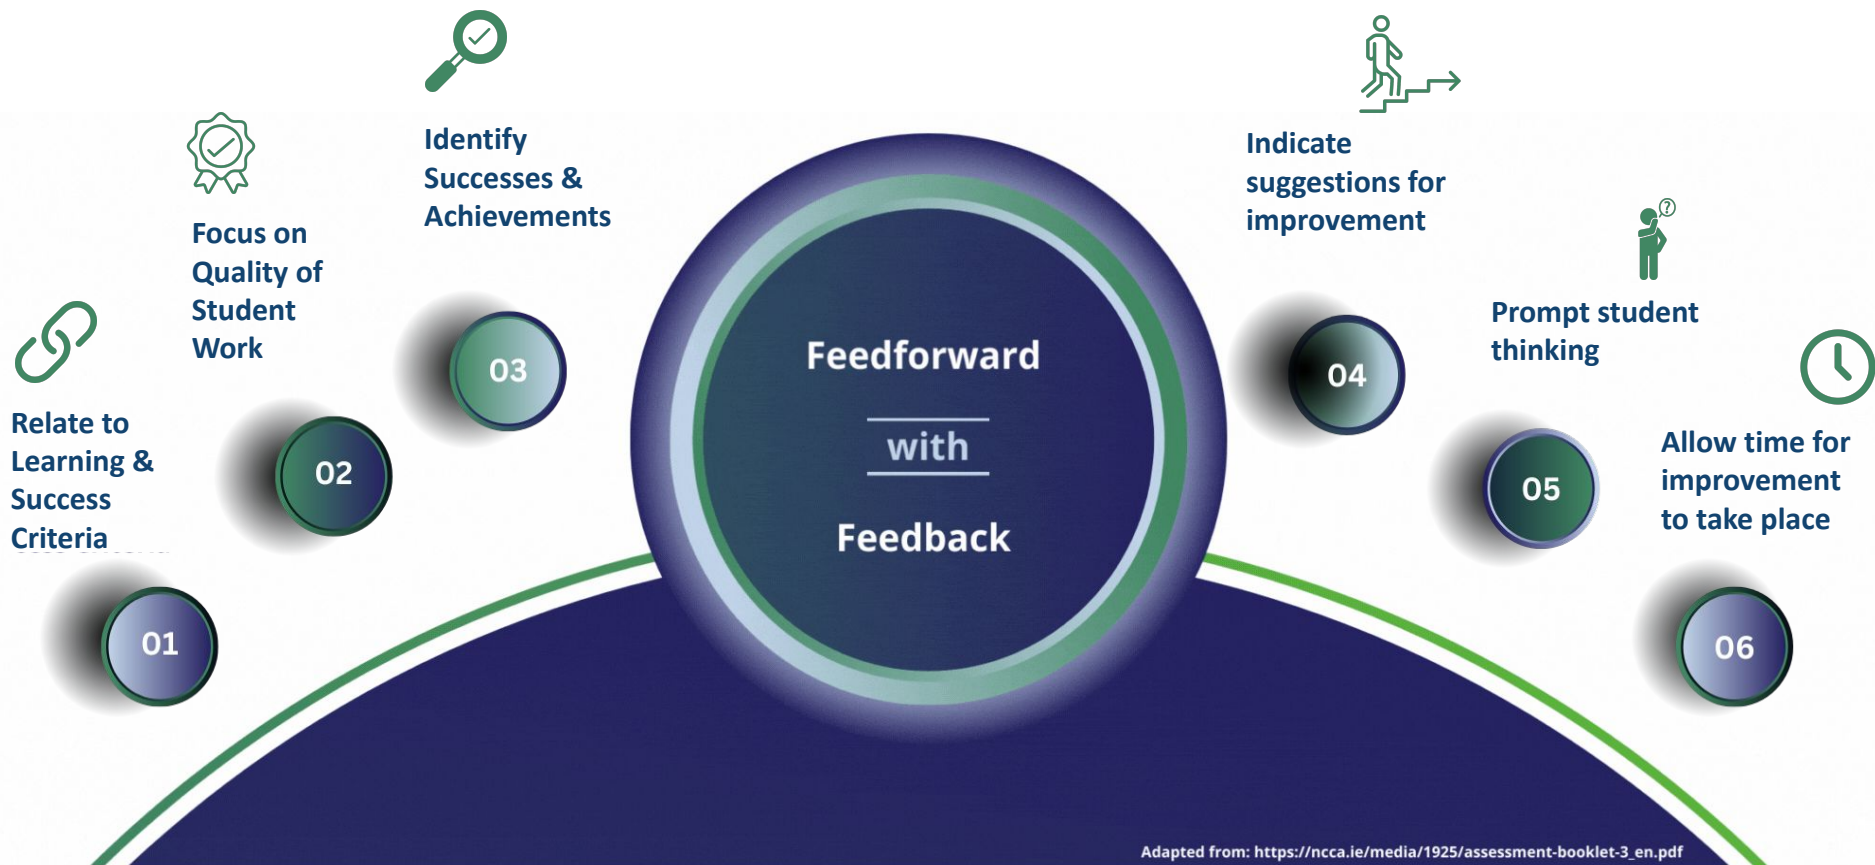 Relate to
Learning &
Success
Criteria
01
Focus on
Quality of
Student
Work
02
Identify
Successes &
Achievements
03
Feedforward
with
Feedback
Indicate
suggestions for
improvement
04
?
Prompt student
thinking
05
Allow time for
improvement
to take place
06
Adapted from: https://ncca.ie/media/1925/assessment-booklet-3_en.pdf